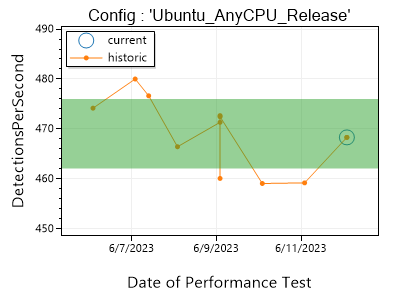 Config : 'Ubuntu_AnyCPU_Release'
490
480
470
460
450
DetectionsPerSecond
current
historic
6/7/2023
6/9/2023
6/11/2023
Date of Performance Test